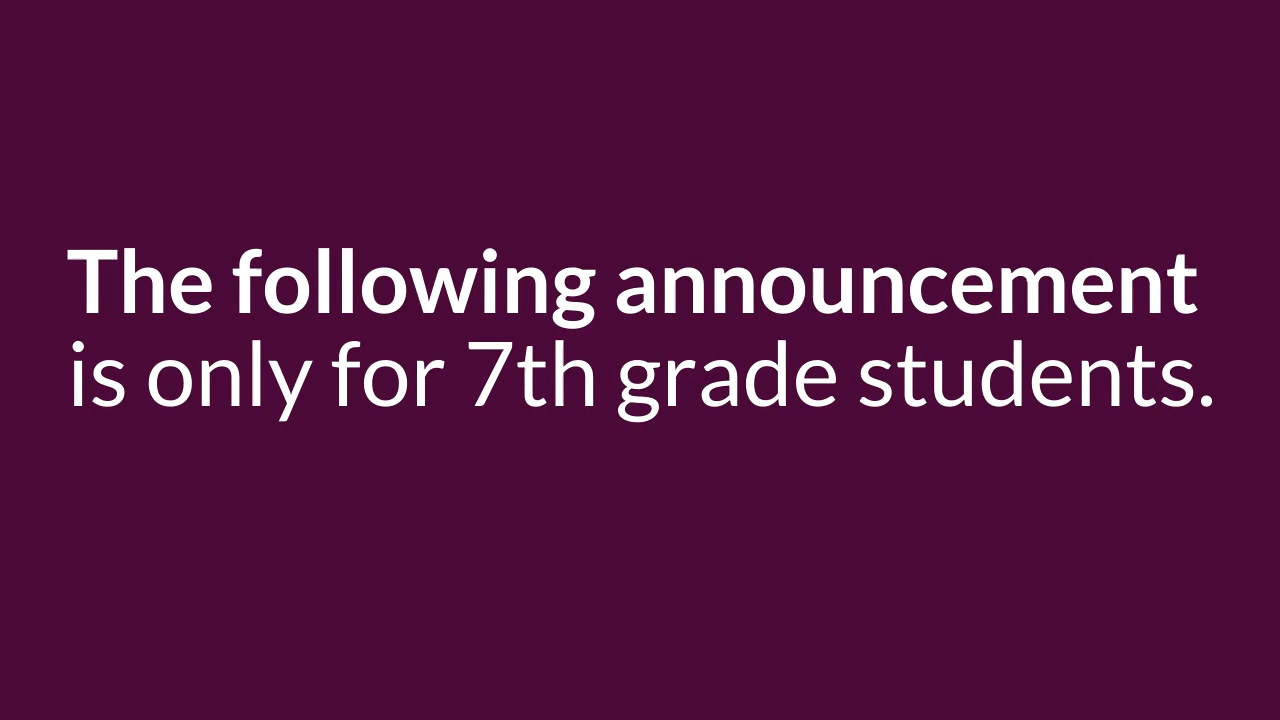 The following announcement
is only for 7th grade students.